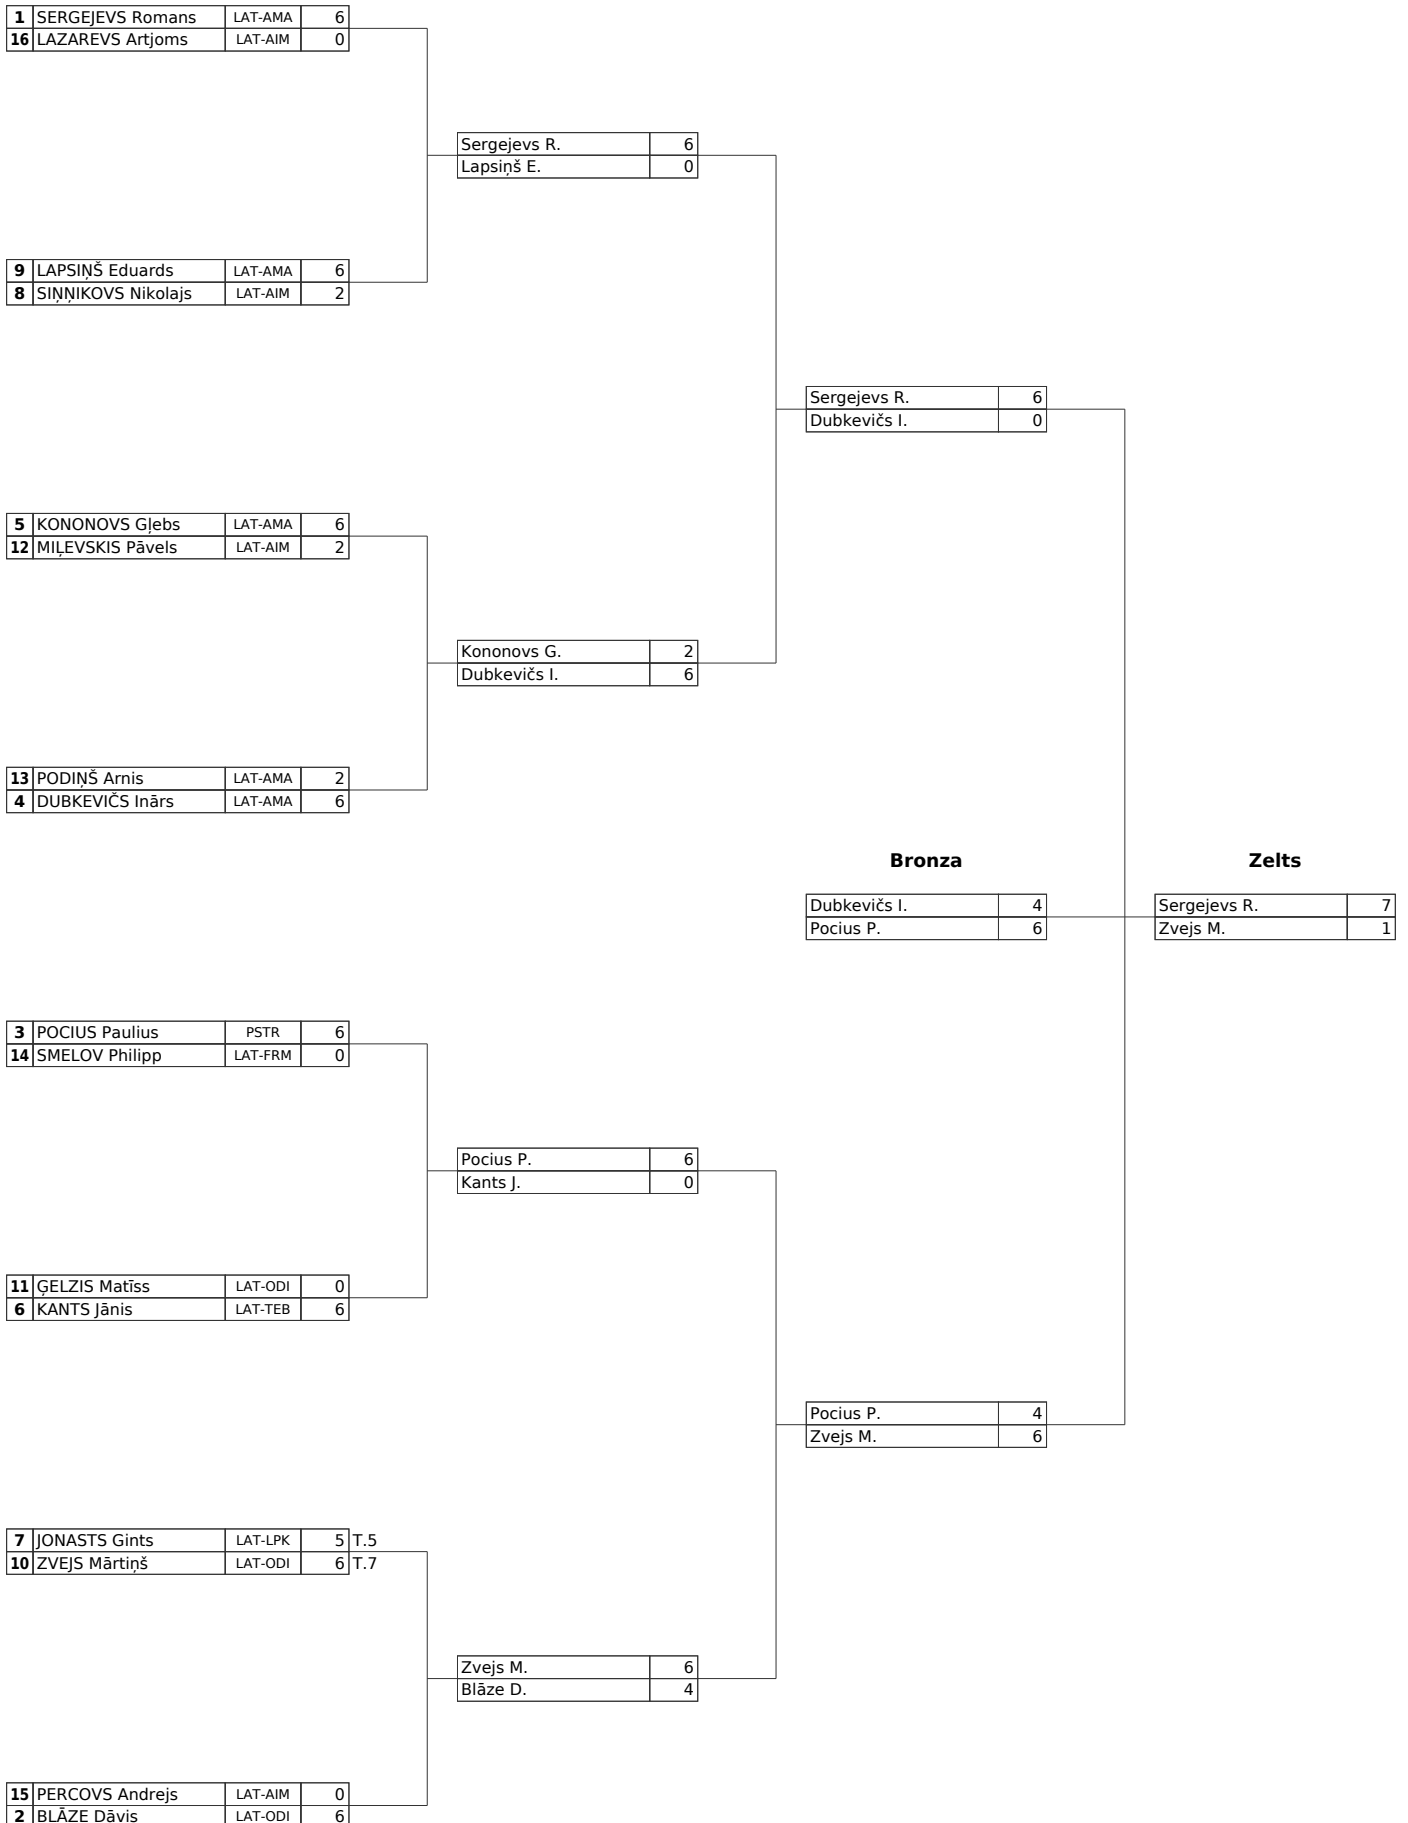 1 SERGEJEVS Romans LAT-AMA 6
16 LAZAREVS Artjoms LAT-AIM 0
Sergejevs R. 6
Lapsiņš E. 0
9 LAPSIŅŠ Eduards LAT-AMA 6
8 SIŅŅIKOVS Nikolajs LAT-AIM 2
Sergejevs R. 6
Dubkevičs I. 0
5 KONONOVS Gļebs LAT-AMA 6
12 MIĻEVSKIS Pāvels LAT-AIM 2
Kononovs G. 2
Dubkevičs I. 6
13 PODIŅŠ Arnis LAT-AMA 2
4 DUBKEVIČS Inārs LAT-AMA 6
Bronza Zelts
Dubkevičs I. 4 Sergejevs R. 7
Pocius P. 6 Zvejs M. 1
3 POCIUS Paulius PSTR 6
14 SMELOV Philipp LAT-FRM 0
Pocius P. 6
Kants J. 0
11 ĢELZIS Matīss LAT-ODI 0
6 KANTS Jānis LAT-TEB 6
Pocius P. 4
Zvejs M. 6
7 JONASTS Gints LAT-LPK 5 T.5
10 ZVEJS Mārtiņš LAT-ODI 6 T.7
Zvejs M. 6
Blāze D. 4
15 PERCOVS Andrejs LAT-AIM 0
2 BLĀZE Dāvis LAT-ODI 6